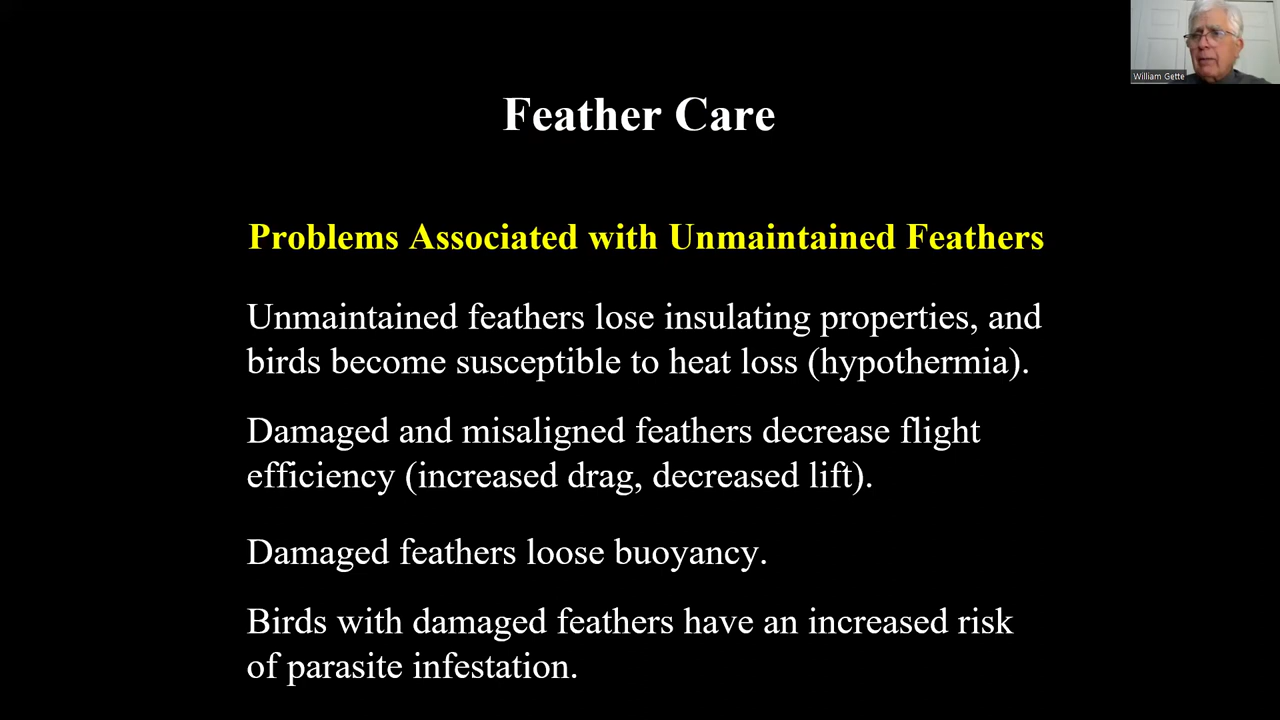 William Gette
Feather Care
Problems Associated with Unmaintained Feathers
Unmaintained feathers lose insulating properties, and
birds become susceptible to heat loss (hypothermia).
Damaged and misaligned feathers decrease flight
efficiency (increased drag, decreased lift).
Damaged feathers loose buoyancy.
Birds with damaged feathers have an increased risk
of parasite infestation.